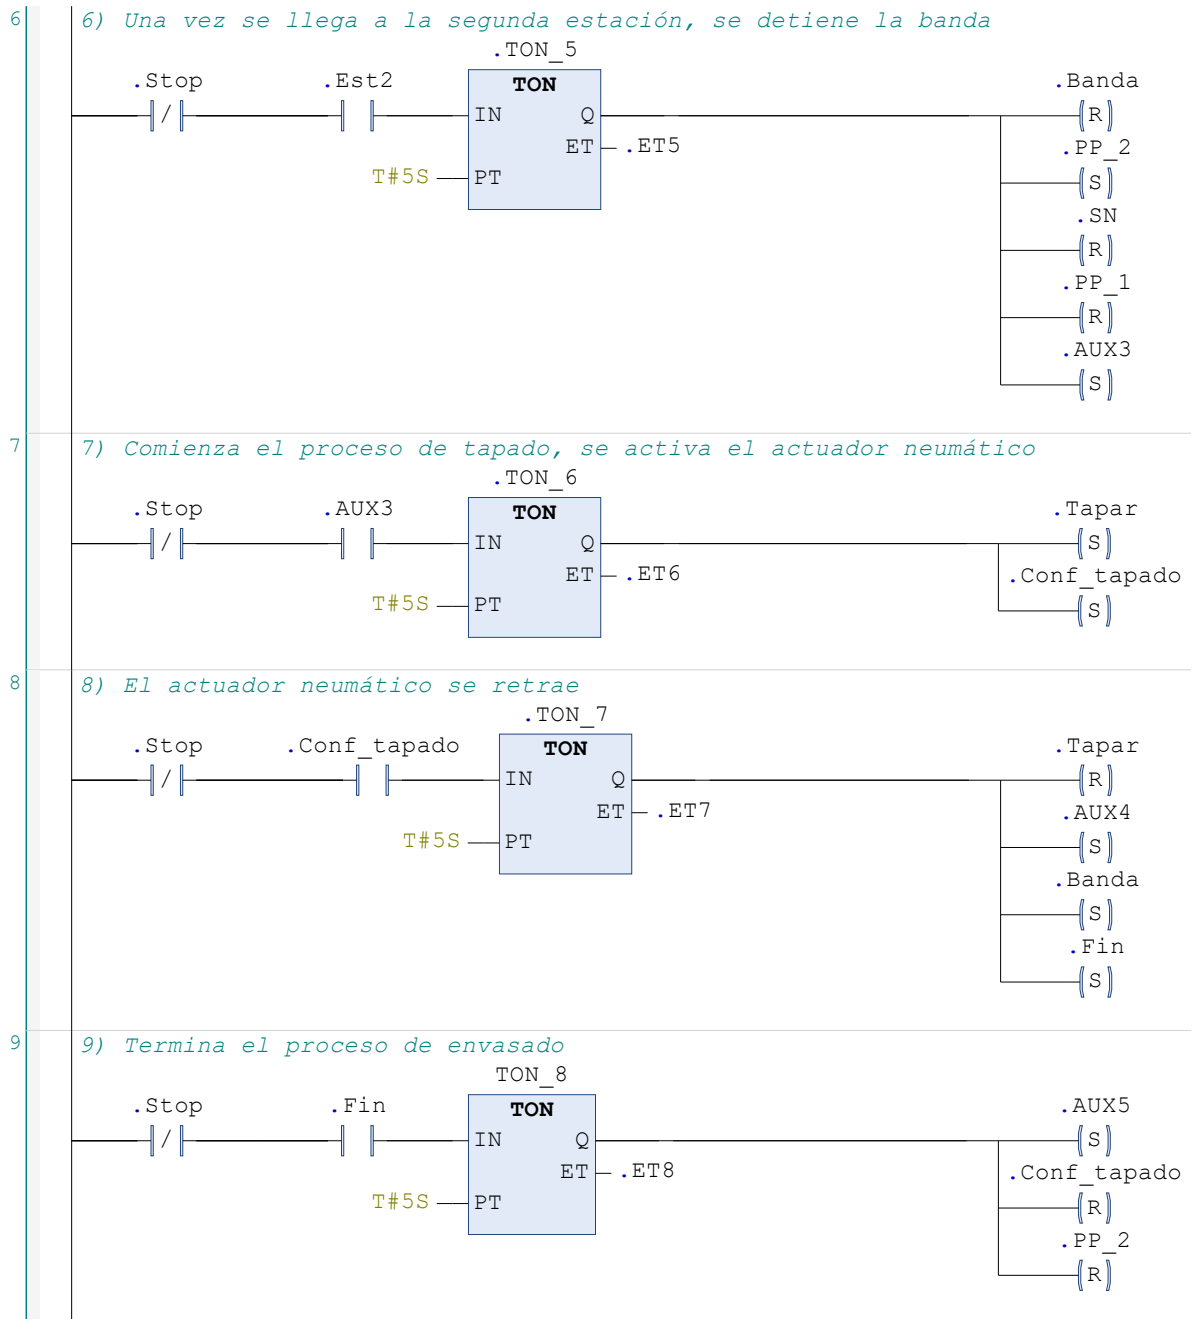 6
6) Una vez se llega a la segunda estación, se detiene la banda
.TON_5
.Stop .Est2 TON .Banda
/ IN Q R
ET .ET5 .PP_2
T#5S PT S
.SN
R
.PP_1
R
.AUX3
S
7
7) Comienza el proceso de tapado, se activa el actuador neumático
.TON_6
.Stop .AUX3 TON .Tapar
/ IN Q S
ET .ET6 .Conf_tapado
T#5S PT S
8
8) El actuador neumático se retrae
.TON_7
.Stop .Conf_tapado TON .Tapar
/ IN Q R
ET .ET7 .AUX4
T#5S PT S
.Banda
S
.Fin
S
9
9) Termina el proceso de envasado
TON_8
.Stop .Fin TON .AUX5
/ IN Q S
ET .ET8 .Conf_tapado
T#5S PT R
.PP_2
R